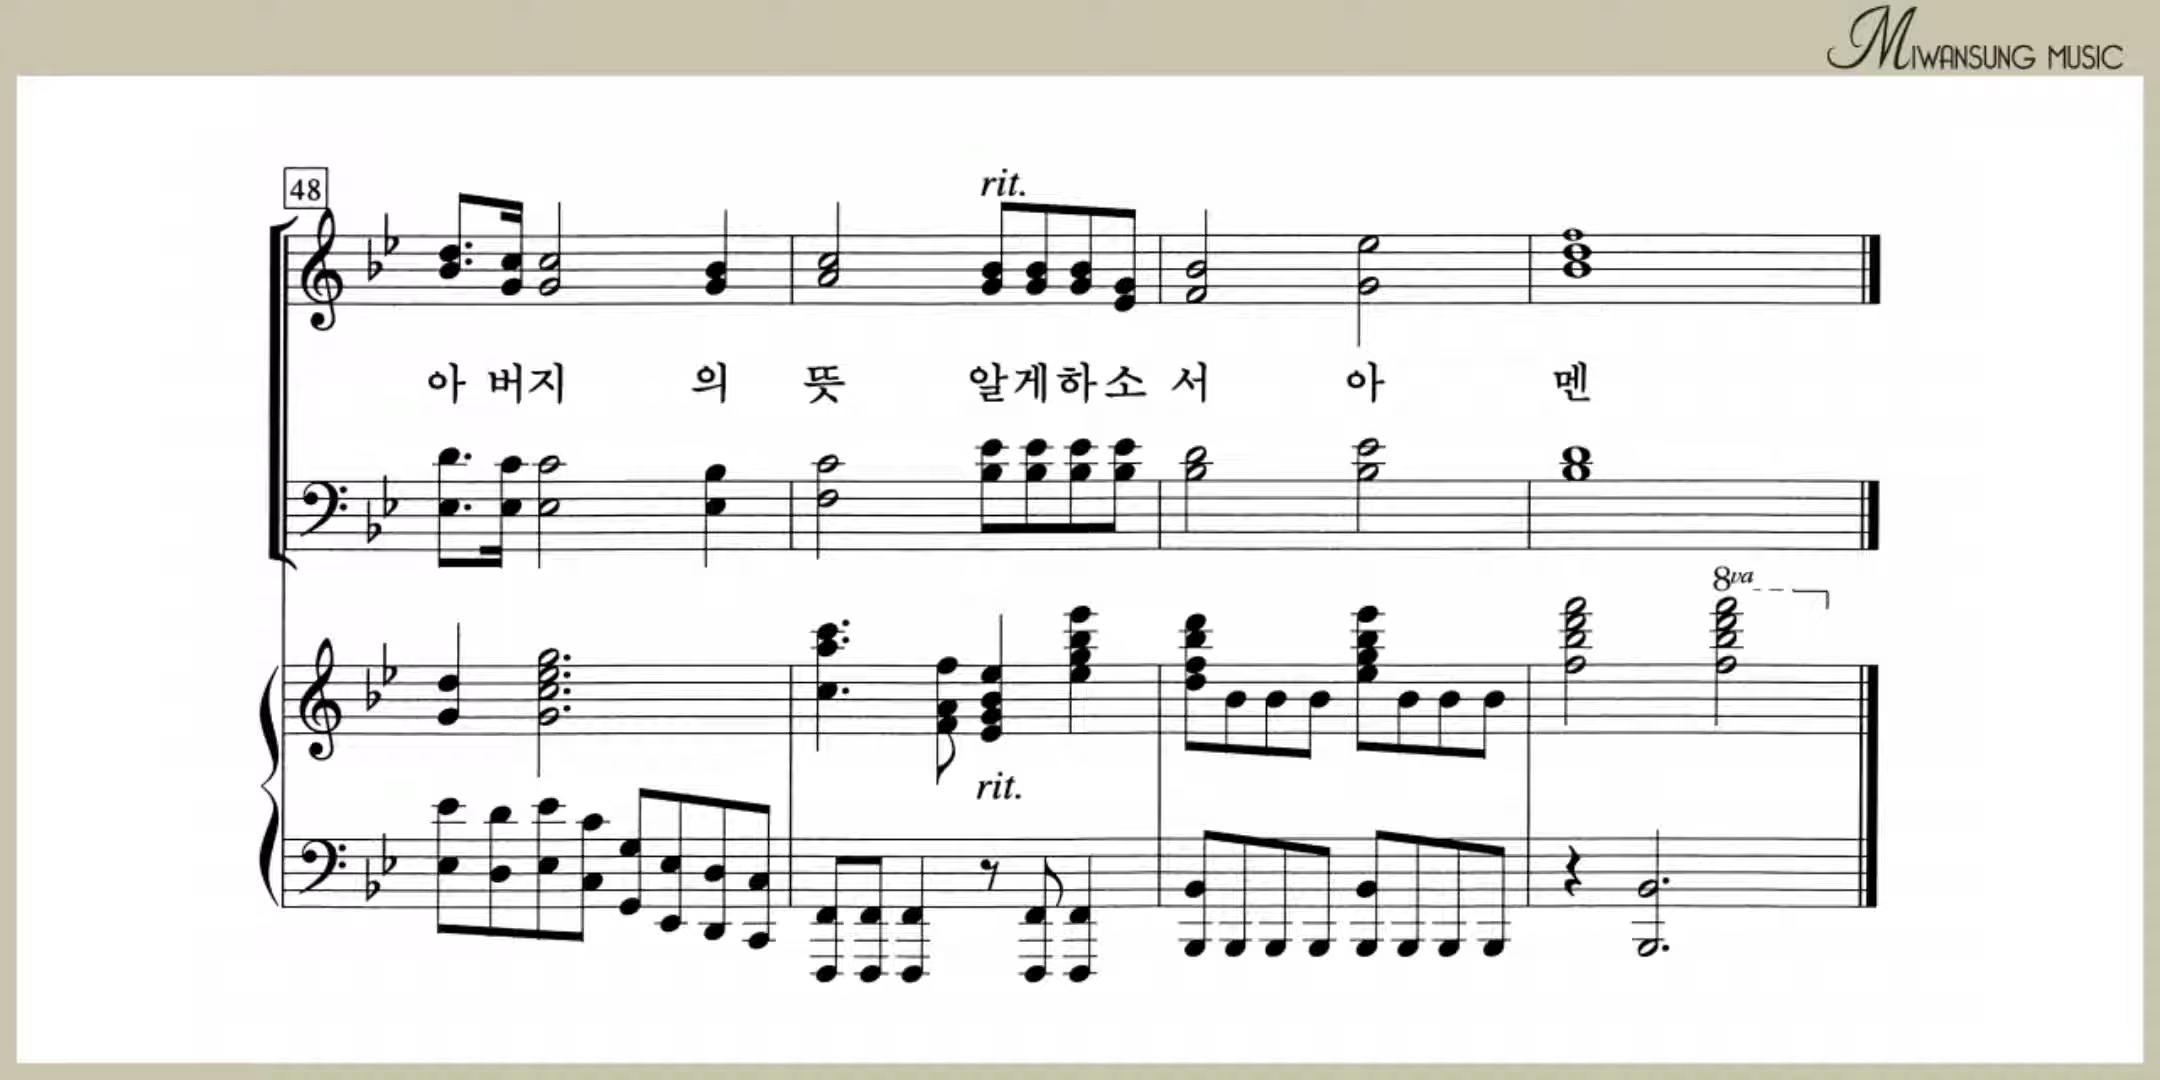 MIWANSUNG MUSIC
48
rit.
아 버지 의 뜻 알게하소 서 아 멘
8va
rit.